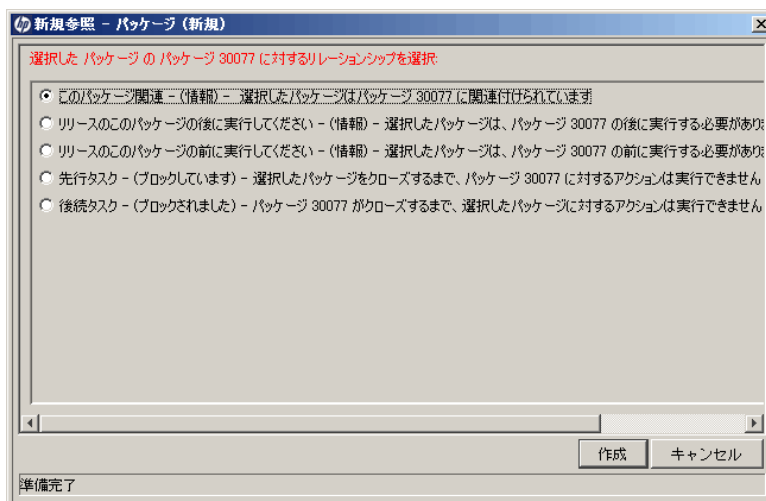 hp 新規参照 - パッケージ (新規)
選択した パッケージ の パッケージ 30077 に対するリレーションシップを選択:
このパッケージ関連 - (情報) - 選択したパッケージはパッケージ 30077 に関連付けられています
リリースのこのパッケージの後に実行してください - (情報) - 選択したパッケージは、パッケージ 30077 の後に実行する必要があり
リリースのこのパッケージの前に実行してください - (情報) - 選択したパッケージは、パッケージ 30077 の前に実行する必要があり
先行タスク - (ブロックしています) - 選択したパッケージをクローズするまで、パッケージ 30077 に対するアクションは実行できません
後続タスク - (ブロックされました) - パッケージ 30077 がクローズするまで、選択したパッケージに対するアクションは実行できません
作成 キャンセル
準備完了